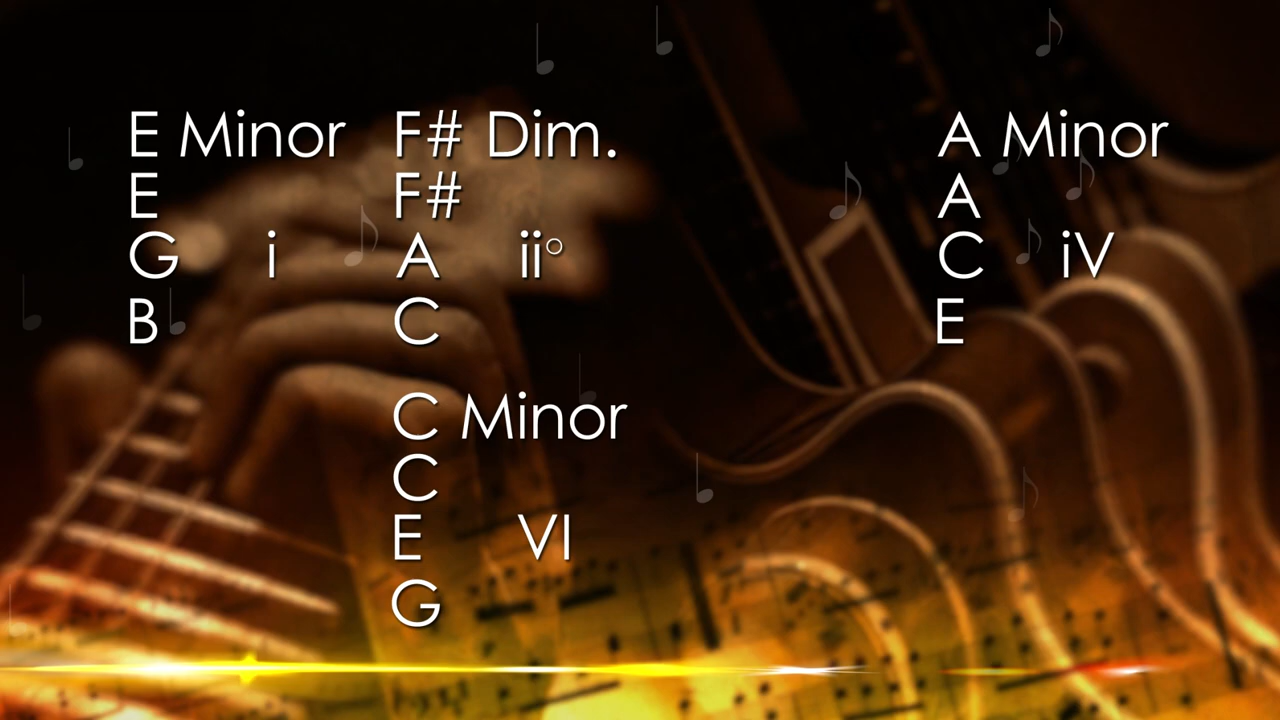 E Minor F# Dim. A Minor
E F# A
G i A ii° C iV
B C E
C Minor
C
E VI
G